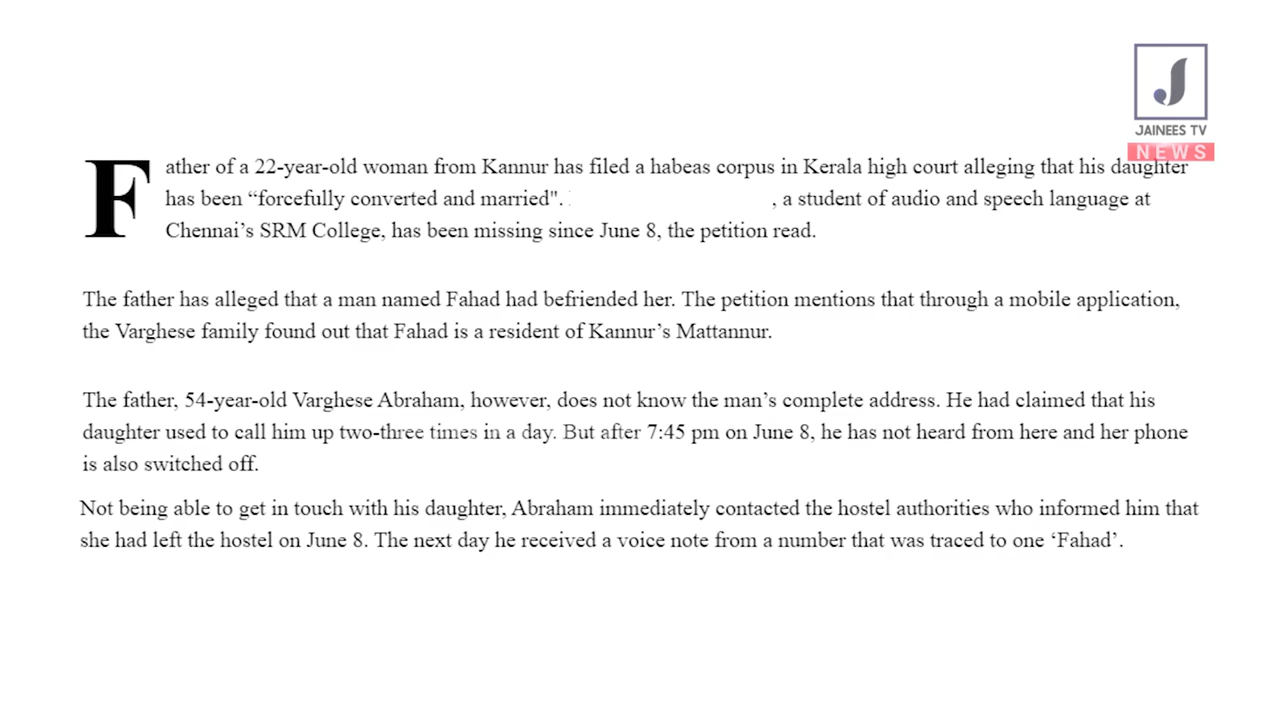 JAINEES TV
NEWS
Father of a 22-year-old woman from Kannur has filed a habeas corpus in Kerala high court alleging that his daughter
has been “forcefully converted and married".                , a student of audio and speech language at
Chennai’s SRM College, has been missing since June 8, the petition read.
The father has alleged that a man named Fahad had befriended her. The petition mentions that through a mobile application,
the Varghese family found out that Fahad is a resident of Kannur’s Mattannur.
The father, 54-year-old Varghese Abraham, however, does not know the man’s complete address. He had claimed that his
daughter used to call him up two-three times in a day. But after 7:45 pm on June 8, he has not heard from here and her phone
is also switched off.
Not being able to get in touch with his daughter, Abraham immediately contacted the hostel authorities who informed him that
she had left the hostel on June 8. The next day he received a voice note from a number that was traced to one ‘Fahad’.